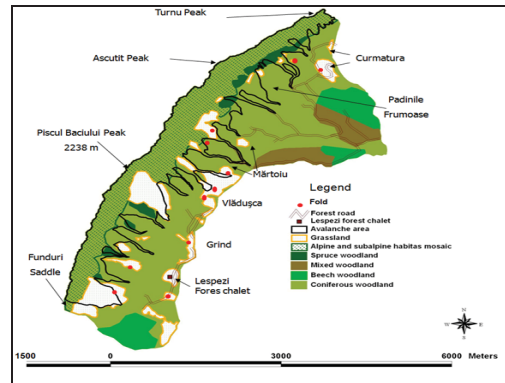 Turnu Peak
Ascutit Peak
Curmatura
Padinile
Frumoase
Piscul Baciului Peak
2238 m
Mărtoiu
Vlăduşca
Grind
Funduri
Saddle
Lespezi
Fores chalet
Legend
Fold
Forest road
Lespezi forest chalet
Avalanche area
Grassland
Alpine and subalpine habitas mosaic
Spruce woodland
Mixed woodland
Beech woodland
Coniferous woodland
N
W
E
S
1500 0 3000 6000 Meters